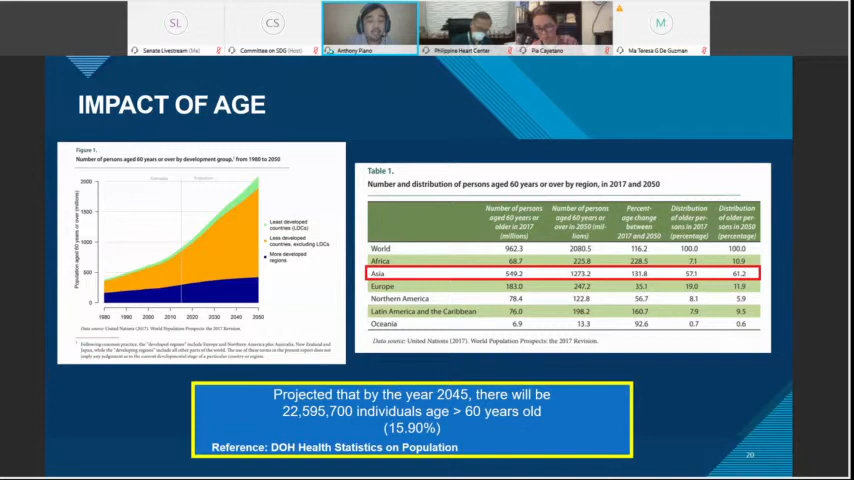 SL
CS
M
Senate Livestream (Me)
Committee on SDG (Host)
Anthony Piano
Philippine Heart Center
Pia Cayetano
Ma Teresa G De Guzman
IMPACT OF AGE
Figure 1.
Number of persons aged 60 years or over by development group,¹ from 1980 to 2050
Estimates
Projections
Population aged 60 years or over (millions)
2000
1500
1000
500
0
1980 1990 2000 2010 2020 2030 2040 2050
Least developed
countries (LDCs)
Less developed
countries, excluding LDCs
More developed
regions
Data source: United Nations (2017). World Population Prospects: the 2017 Revision.
¹ Following common practice, the "developed regions" include Europe and Northern America plus Australia, New Zealand and
Japan, while the "developing regions" include all other parts of the world. The use of these terms in the present report does not
imply any judgement as to the current developmental stage of a particular country or region.
Table 1.
Number and distribution of persons aged 60 years or over by region, in 2017 and 2050
Number of persons aged 60 years or older in 2017 (millions) Number of persons aged 60 years or over in 2050 (mil-lions) Percent-age change between 2017 and 2050 Distribution of older per-sons in 2017 (percentage) Distribution of older per-sons in 2050 (percentage)
World 962.3 2080.5 116.2 100.0 100.0
Africa 68.7 225.8 228.5 7.1 10.9
Asia 549.2 1273.2 131.8 57.1 61.2
Europe 183.0 247.2 35.1 19.0 11.9
Northern America 78.4 122.8 56.7 8.1 5.9
Latin America and the Caribbean 76.0 198.2 160.7 7.9 9.5
Oceania 6.9 13.3 92.6 0.7 0.6
Data source: United Nations (2017). World Population Prospects: the 2017 Revision.
Projected that by the year 2045, there will be
22,595,700 individuals age > 60 years old
(15.90%)
Reference: DOH Health Statistics on Population
20